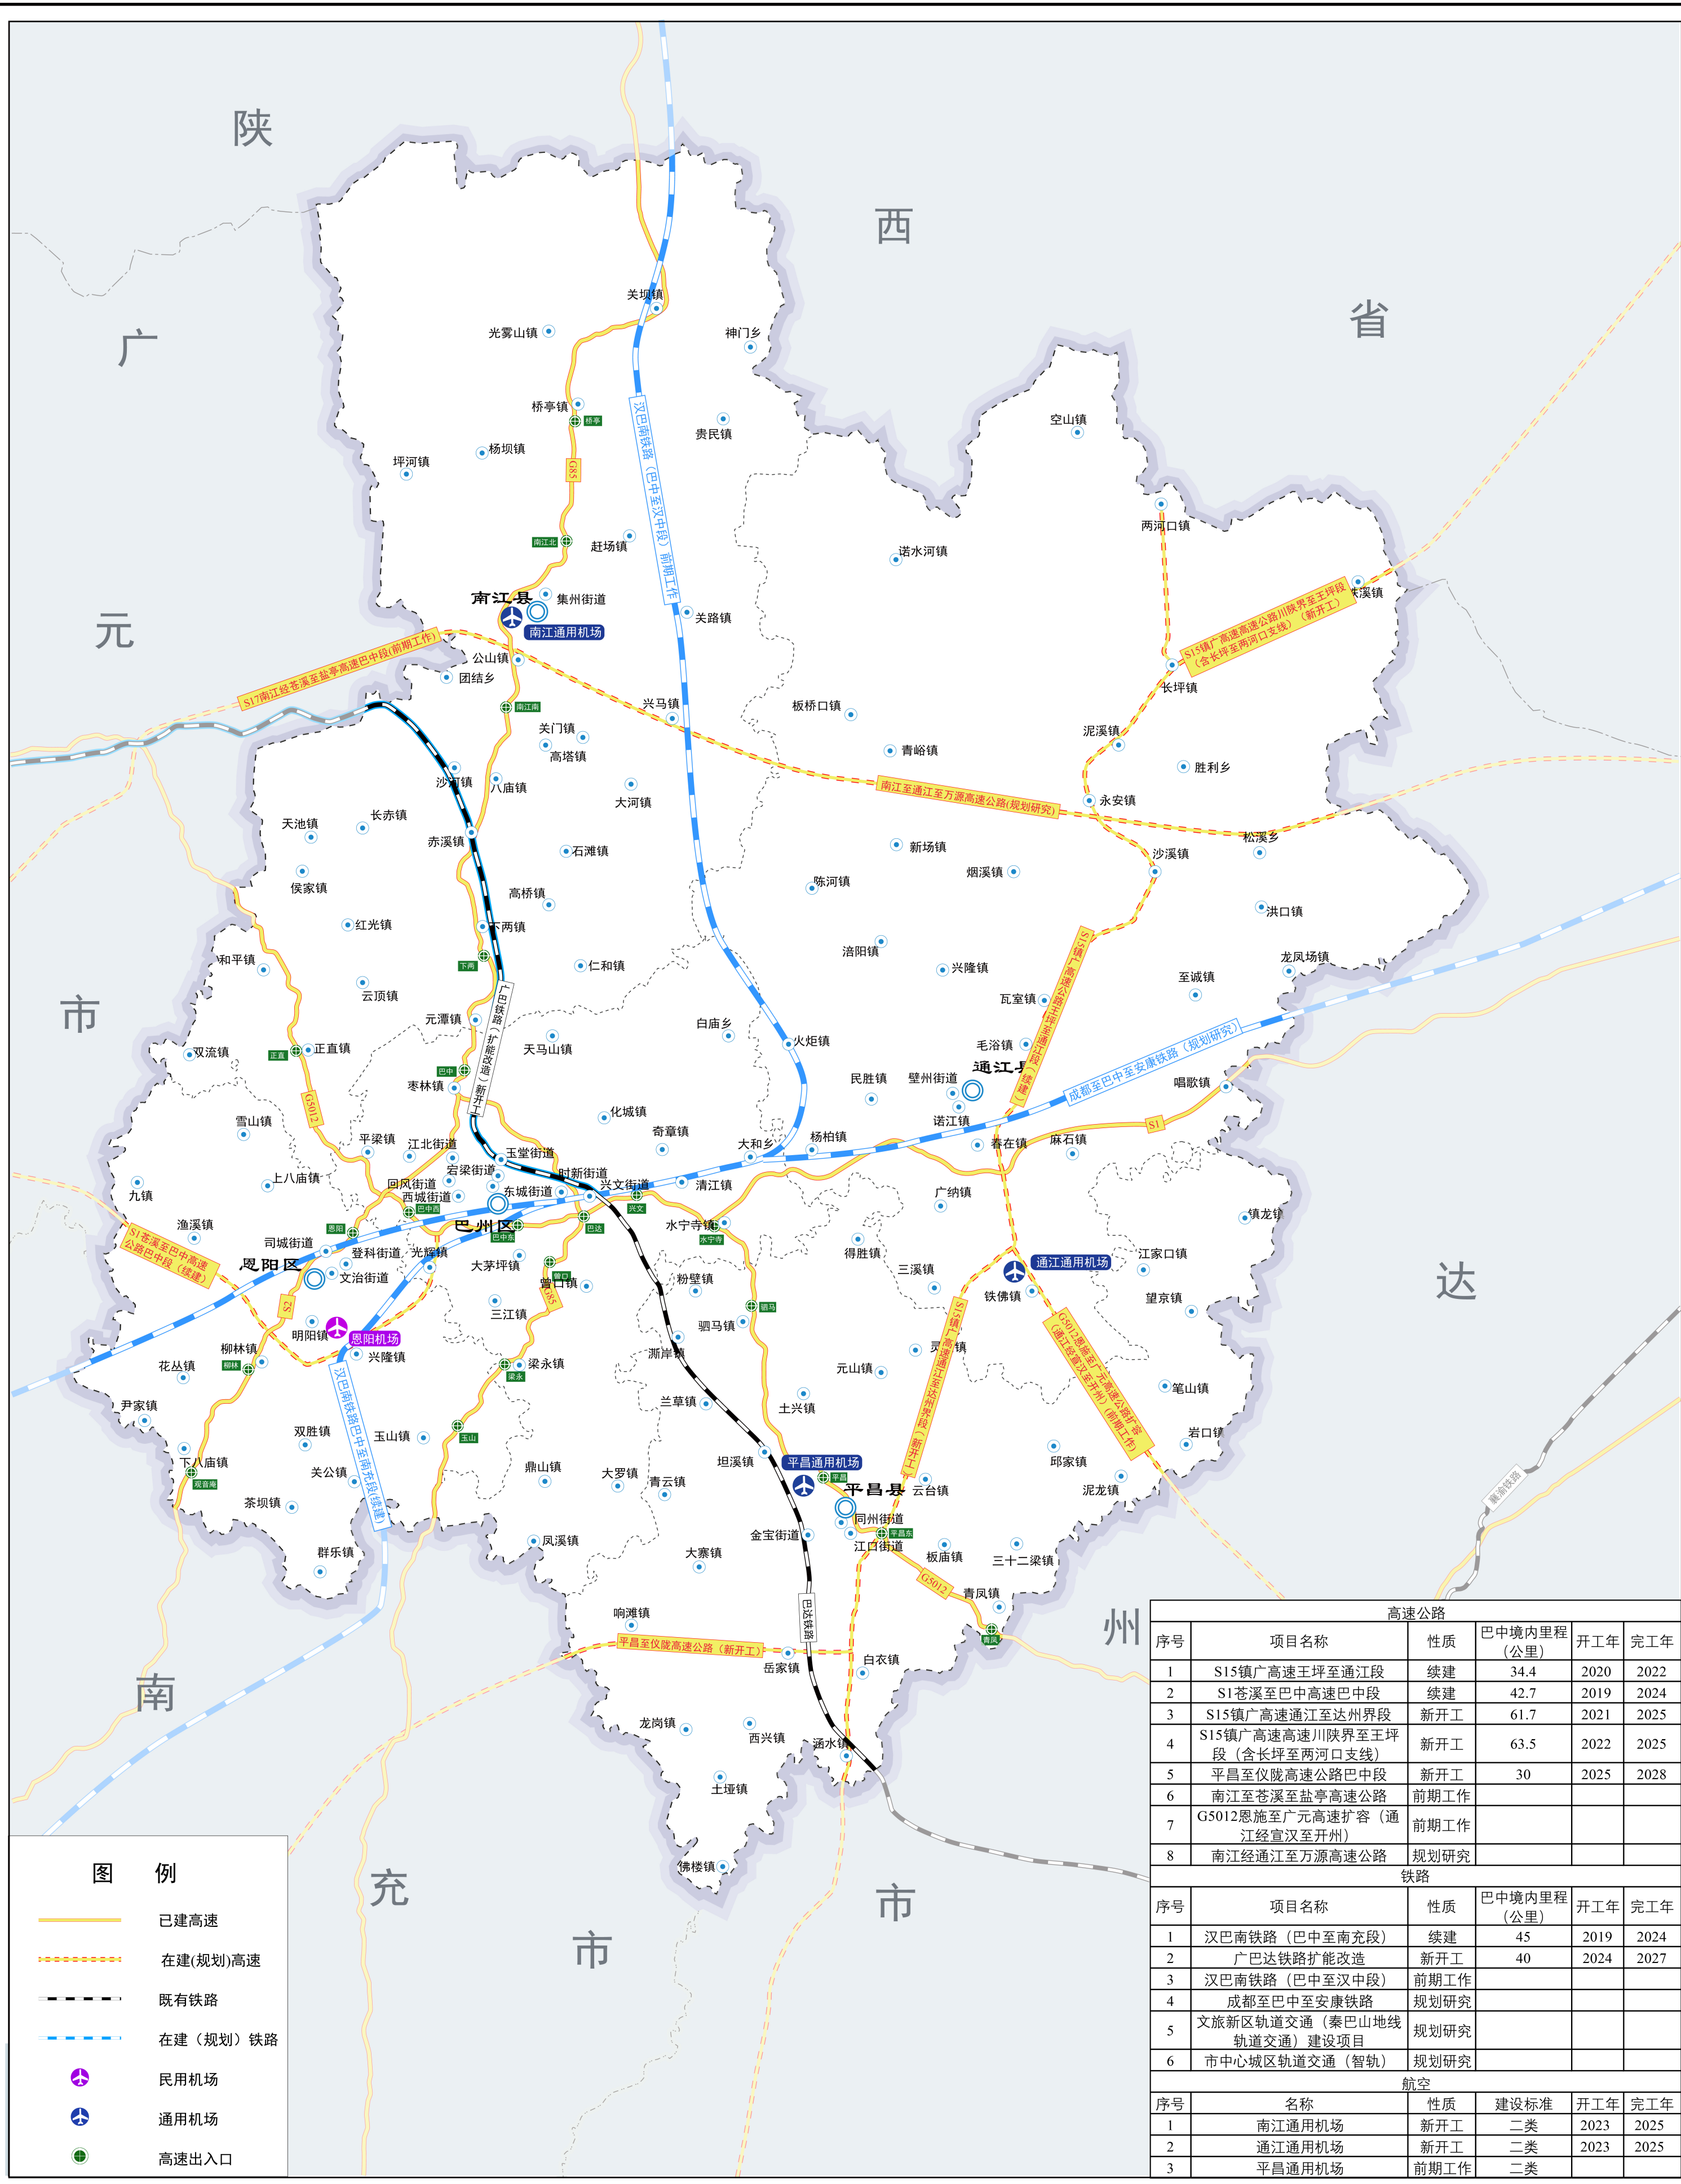 陕
西
省
广
元
市
达
州
市
南
充
市
关坝镇
光雾山镇
神门乡
桥亭镇
桥亭
贵民镇
空山镇
杨坝镇
坪河镇
G85
汉巴南铁路（巴中至汉中段）前期工作
两河口镇
南江北
赶场镇
诺水河镇
南江县
集州街道
南江通用机场
关路镇
S15镇广高速高速公路川陕界至王坪段
（含长坪至两河口支线）（新开工）
S17南江经苍溪至盐亭高速巴中段(前期工作)
公山镇
团结乡
长坪镇
南江南
兴马镇
板桥口镇
关门镇
高塔镇
青峪镇
泥溪镇
胜利乡
沙河镇
八庙镇
大河镇
南江至通江至万源高速公路(规划研究)
永安镇
天池镇
长赤镇
赤溪镇
石滩镇
新场镇
松溪乡
沙溪镇
侯家镇
高桥镇
陈河镇
烟溪镇
红光镇
下两镇
洪口镇
和平镇
下两
仁和镇
涪阳镇
兴隆镇
龙凤场镇
至诚镇
云顶镇
广巴铁路（扩能改造）新开工
瓦室镇
S15镇广高速公路王坪至通江段（续建）
元潭镇
天马山镇
白庙乡
火炬镇
毛浴镇
成都至巴中至安康铁路（规划研究）
双流镇
正直
正直镇
巴中
枣林镇
民胜镇
壁州街道
通江县
唱歌镇
G5012
雪山镇
化城镇
诺江镇
S1
平梁镇
江北街道
玉堂街道
奇章镇
大和乡
杨柏镇
春在镇
麻石镇
上八庙镇
回风街道
宕梁街道
时新街道
九镇
西城街道
东城街道
兴文街道
清江镇
广纳镇
镇龙镇
渔溪镇
恩阳
巴中西
巴州区
巴中东
巴达
兴文
水宁寺镇
水宁寺
司城街道
登科街道
光辉镇
大茅坪镇
得胜镇
江家口镇
S1苍溪至巴中高速
公路巴中段（续建）
恩阳区
文治街道
曾口
曾口镇
粉壁镇
三溪镇
通江通用机场
铁佛镇
望京镇
S2
三江镇
G85
驷马
驷马镇
明阳镇
恩阳机场
兴隆镇
澌岸镇
S15镇广高速通江至达州界段（新开工）
G5012恩施至广元高速公路扩容
（通江经宣汉至开州）（前期工作）
柳林镇
柳林
花丛镇
梁永镇
梁永
元山镇
笔山镇
尹家镇
汉巴南铁路巴中至南充段(续建)
兰草镇
土兴镇
双胜镇
玉山镇
玉山
岩口镇
下八庙镇
观音庵
关公镇
鼎山镇
大罗镇
青云镇
坦溪镇
平昌通用机场
平昌
邱家镇
泥龙镇
茶坝镇
平昌县
云台镇
同州街道
金宝街道
江口街道
平昌东
凤溪镇
大寨镇
板庙镇
三十二梁镇
群乐镇
G5012
青凤镇
青凤
巴达铁路
响滩镇
平昌至仪陇高速公路（新开工）
岳家镇
白衣镇
龙岗镇
西兴镇
涵水镇
土垭镇
佛楼镇
襄渝铁路
图 例
已建高速
在建(规划)高速
既有铁路
在建（规划）铁路
民用机场
通用机场
高速出入口
高速公路
序号 项目名称 性质 巴中境内里程（公里） 开工年 完工年
1 S15镇广高速王坪至通江段 续建 34.4 2020 2022
2 S1苍溪至巴中高速巴中段 续建 42.7 2019 2024
3 S15镇广高速通江至达州界段 新开工 61.7 2021 2025
4 S15镇广高速高速川陕界至王坪段（含长坪至两河口支线） 新开工 63.5 2022 2025
5 平昌至仪陇高速公路巴中段 新开工 30 2025 2028
6 南江至苍溪至盐亭高速公路 前期工作
7 G5012恩施至广元高速扩容（通江经宣汉至开州） 前期工作
8 南江经通江至万源高速公路 规划研究
铁路
序号 项目名称 性质 巴中境内里程（公里） 开工年 完工年
1 汉巴南铁路（巴中至南充段） 续建 45 2019 2024
2 广巴达铁路扩能改造 新开工 40 2024 2027
3 汉巴南铁路（巴中至汉中段） 前期工作
4 成都至巴中至安康铁路 规划研究
5 文旅新区轨道交通（秦巴山地线轨道交通）建设项目 规划研究
6 市中心城区轨道交通（智轨） 规划研究
航空
序号 名称 性质 建设标准 开工年 完工年
1 南江通用机场 新开工 二类 2023 2025
2 通江通用机场 新开工 二类 2023 2025
3 平昌通用机场 前期工作 二类